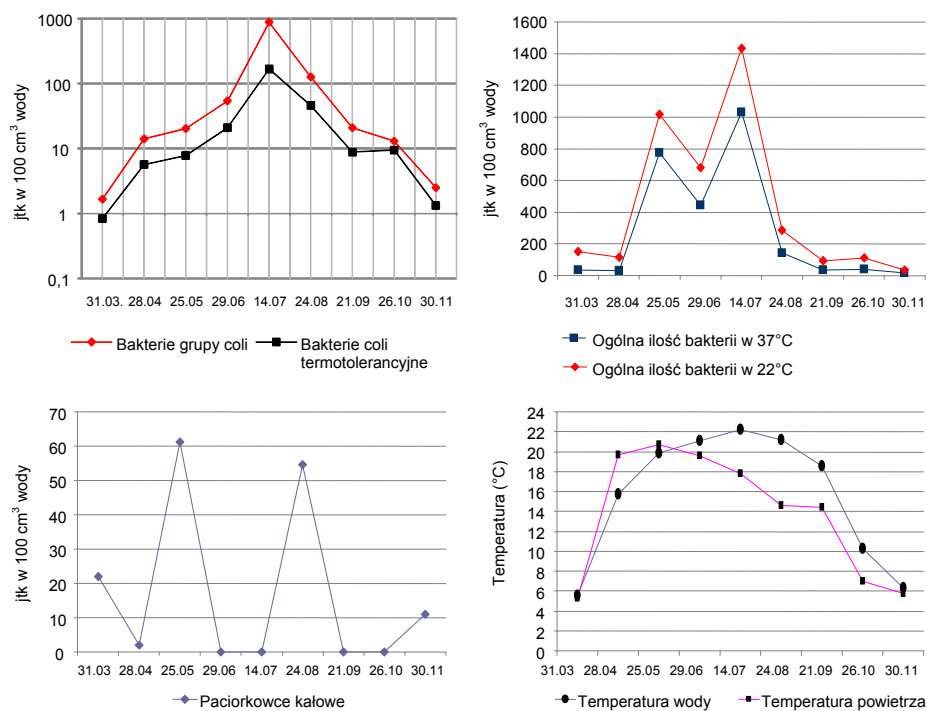 1000
100
10
1
0,1
jtk w 100 cm³ wody
31.03. 28.04 25.05 29.06 14.07 24.08 21.09 26.10 30.11
Bakterie grupy coli
Bakterie coli
termotolerancyjne
1600
1400
1200
1000
800
600
400
200
0
jtk w 100 cm³ wody
31.03 28.04 25.05 29.06 14.07 24.08 21.09 26.10 30.11
Ogólna ilość bakterii w 37°C
Ogólna ilość bakterii w 22°C
70
60
50
40
30
20
10
0
jtk w 100 cm³ wody
31.03 28.04 25.05 29.06 14.07 24.08 21.09 26.10 30.11
Paciorkowce kałowe
24
22
20
18
16
14
12
10
8
6
4
2
0
Temperatura (°C)
31.03 28.04 25.05 29.06 14.07 24.08 21.09 26.10 30.11
Temperatura wody
Temperatura powietrza